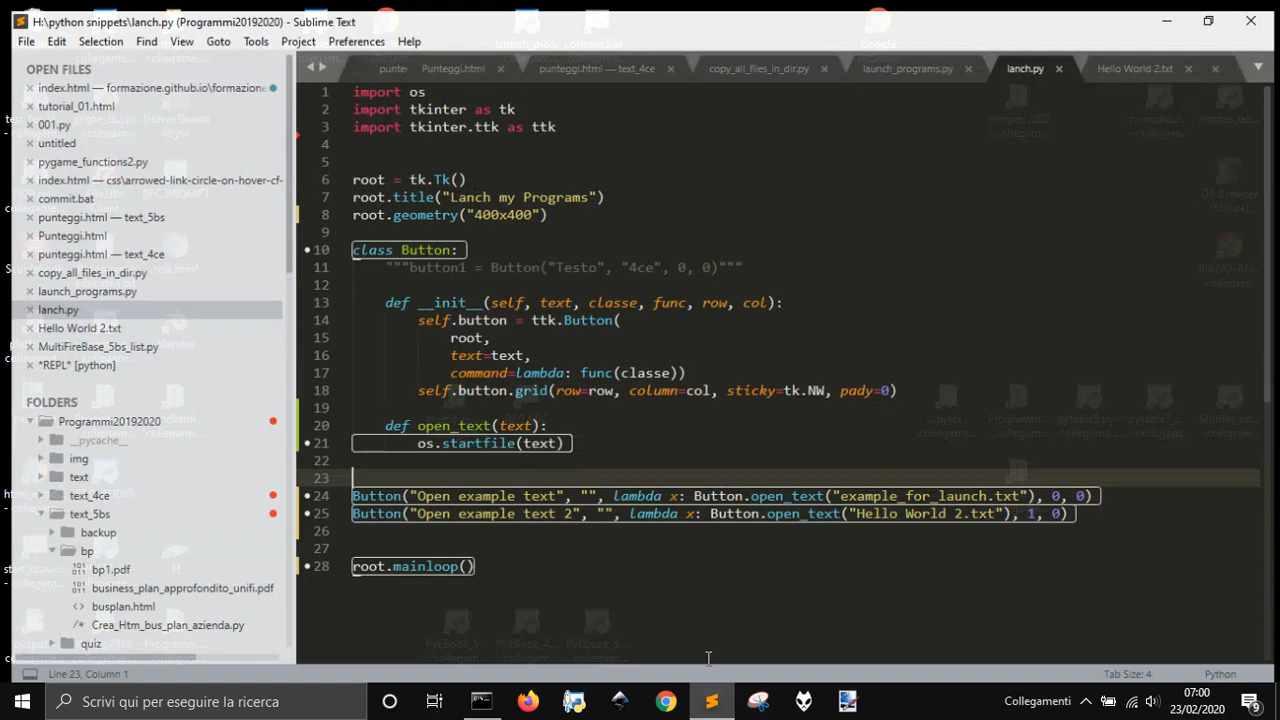 H:\python snippets\lanch.py (Programmi20192020) - Sublime Text
File Edit Selection Find View Goto Tools Project Preferences Help
OPEN FILES
index.html — formazione.github.io\formazione
tutorial_01.html
001.py
untitled
pygame_functions2.py
index.html — css\arrowed-link-circle-on-hover-cf-
commit.bat
punteggi.html — text_5bs
Punteggi.html
punteggi.html — text_4ce
copy_all_files_in_dir.py
launch_programs.py
lanch.py
Hello World 2.txt
MultiFireBase_5bs_list.py
*REPL* [python]
FOLDERS
Programmi20192020
__pycache__
img
text
text_4ce
text_5bs
backup
bp
bp1.pdf
business_plan_approfondito_unifi.pdf
busplan.html
Crea_Htm_bus_plan_azienda.py
quiz
punter Punteggi.html punteggi.html — text_4ce copy_all_files_in_dir.py launch_programs.py lanch.py Hello World 2.txt
1 import os
2 import tkinter as tk
3 import tkinter.ttk as ttk
4
5
6 root = tk.Tk()
7 root.title("Lanch my Programs")
8 root.geometry("400x400")
9
10 class Button:
11 """button1 = Button("Testo", "4ce", 0, 0)"""
12
13 def __init__(self, text, classe, func, row, col):
14 self.button = ttk.Button(
15 root,
16 text=text,
17 command=lambda: func(classe))
18 self.button.grid(row=row, column=col, sticky=tk.NW, pady=0)
19
20 def open_text(text):
21 os.startfile(text)
22
23
24 Button("Open example text", "", lambda x: Button.open_text("example_for_launch.txt"), 0, 0)
25 Button("Open example text 2", "", lambda x: Button.open_text("Hello World 2.txt"), 1, 0)
26
27
28 root.mainloop()
Line 23, Column 1
Tab Size: 4 Python
Scrivi qui per eseguire la ricerca
Collegamenti
07:00
23/02/2020
9